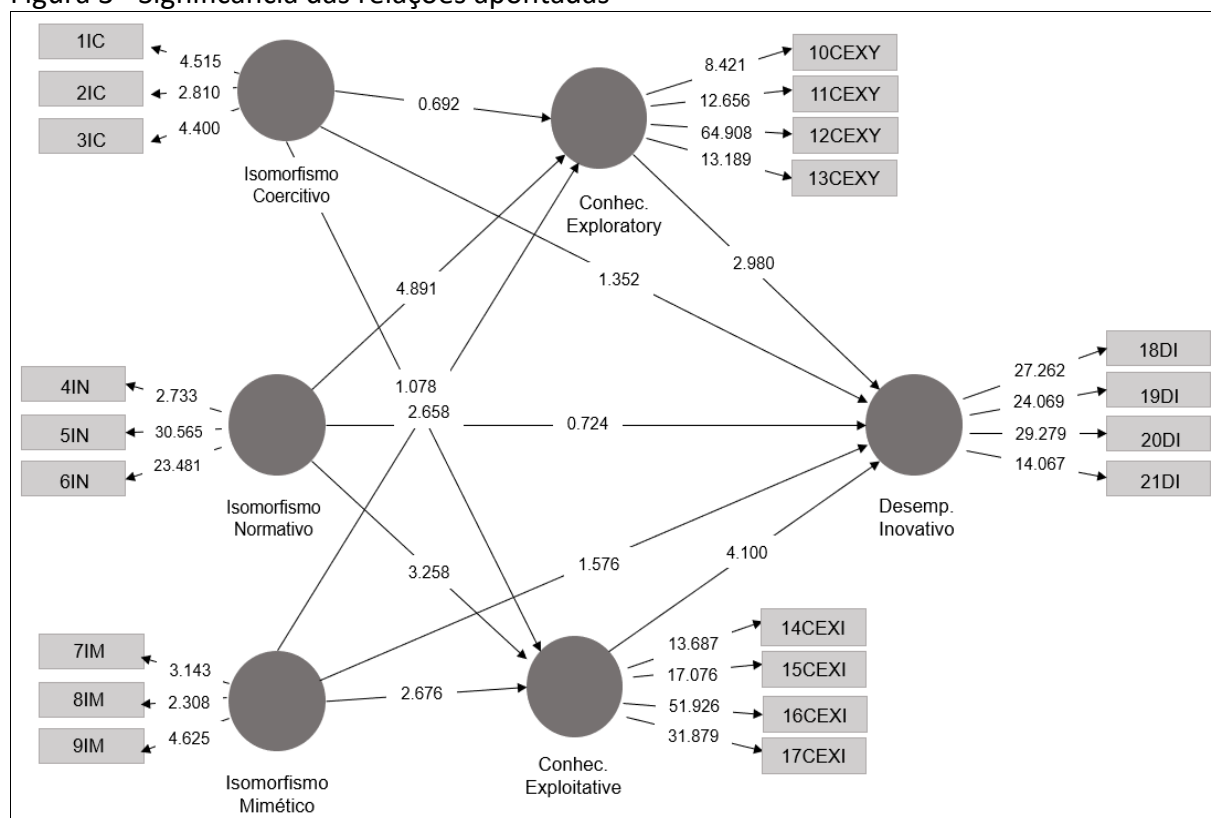 Figura 3 - Significância das relações apontadas
1IC
4.515
2IC
2.810
3IC
4.400
Isomorfismo
Coercitivo
0.692
10CEXY
8.421
11CEXY
12.656
12CEXY
64.908
13CEXY
13.189
Conhec.
Exploratory
1.352
2.980
4.891
4IN
2.733
5IN
30.565
6IN
23.481
Isomorfismo
Normativo
1.078
2.658
0.724
18DI
27.262
19DI
24.069
20DI
29.279
21DI
14.067
Desemp.
Inovativo
3.258
1.576
4.100
7IM
3.143
8IM
2.308
9IM
4.625
Isomorfismo
Mimético
2.676
14CEXI
13.687
15CEXI
17.076
16CEXI
51.926
17CEXI
31.879
Conhec.
Exploitative